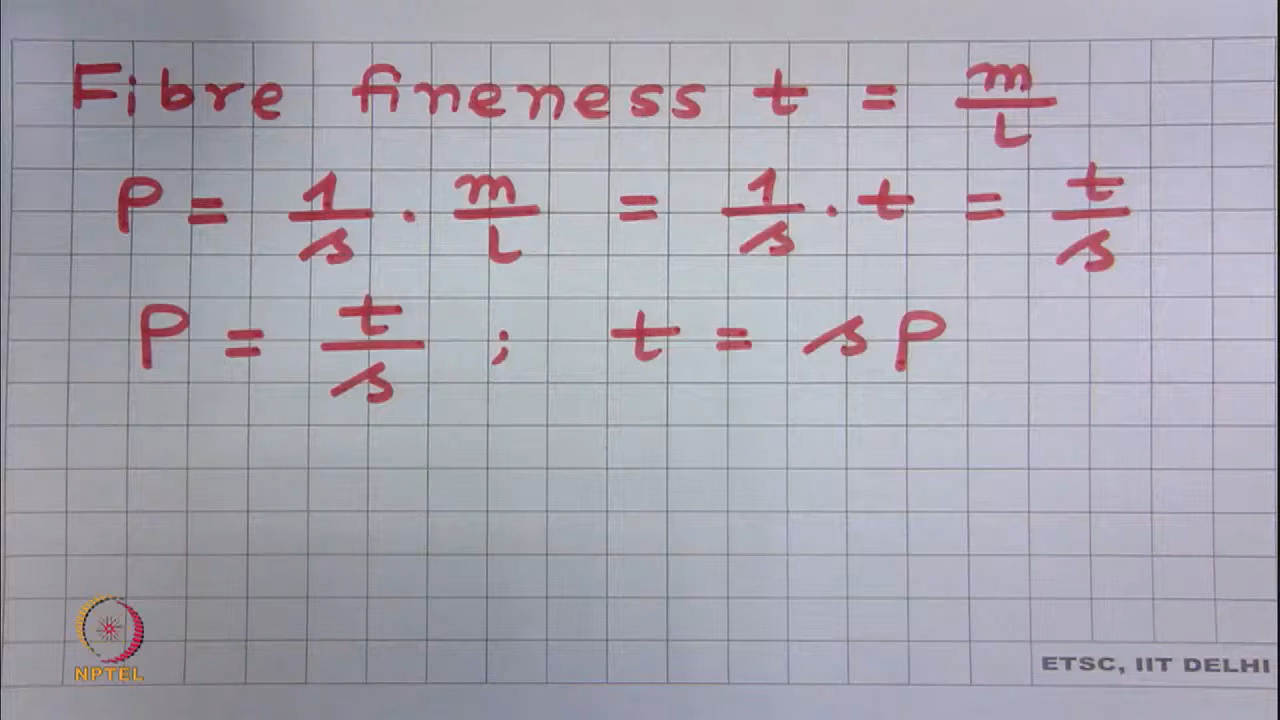 Fibre fineness t = m/L
P = 1/s . m/L = 1/s . t = t/s
P = t/s ; t = sP
NPTEL
ETSC, IIT DELHI